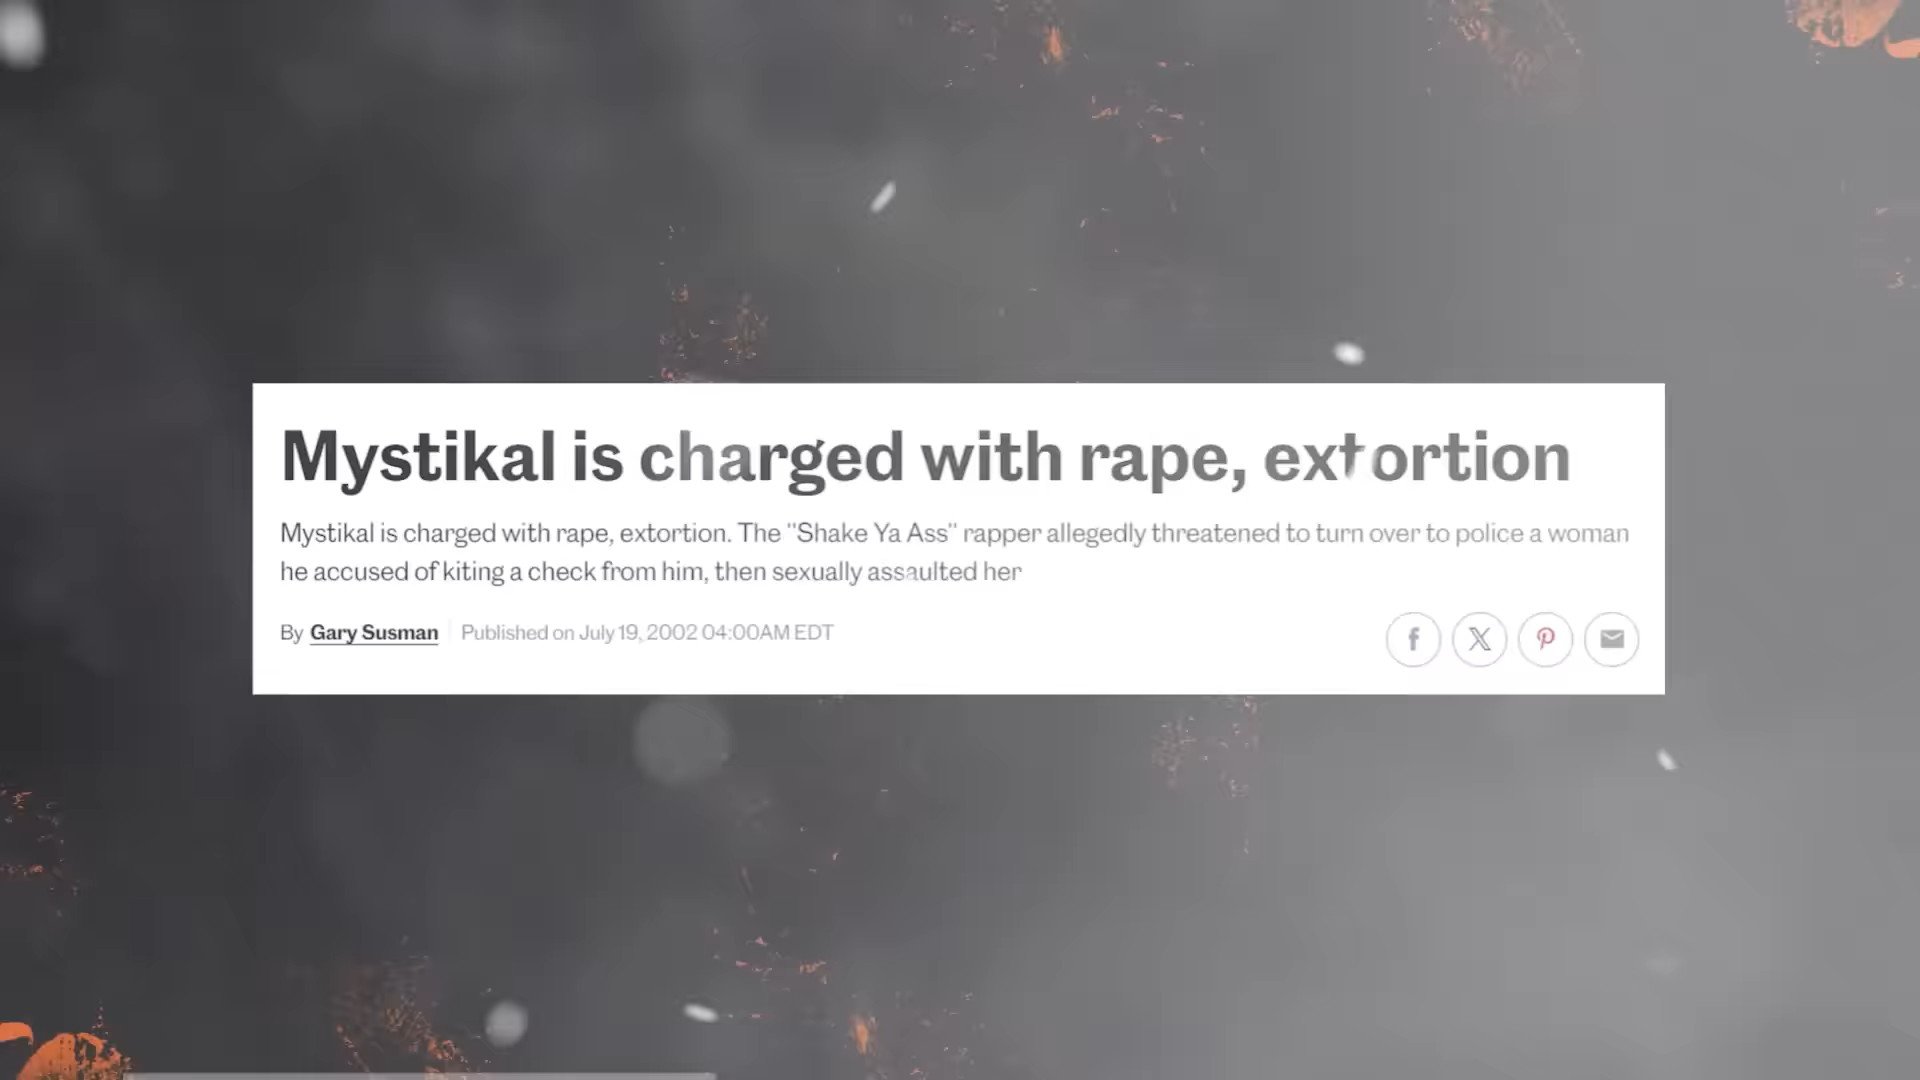 Mystikal is charged with rape, extortion
Mystikal is charged with rape, extortion. The "Shake Ya Ass" rapper allegedly threatened to turn over to police a woman
he accused of kiting a check from him, then sexually assaulted her
By Gary Susman Published on July 19, 2002 04:00AM EDT